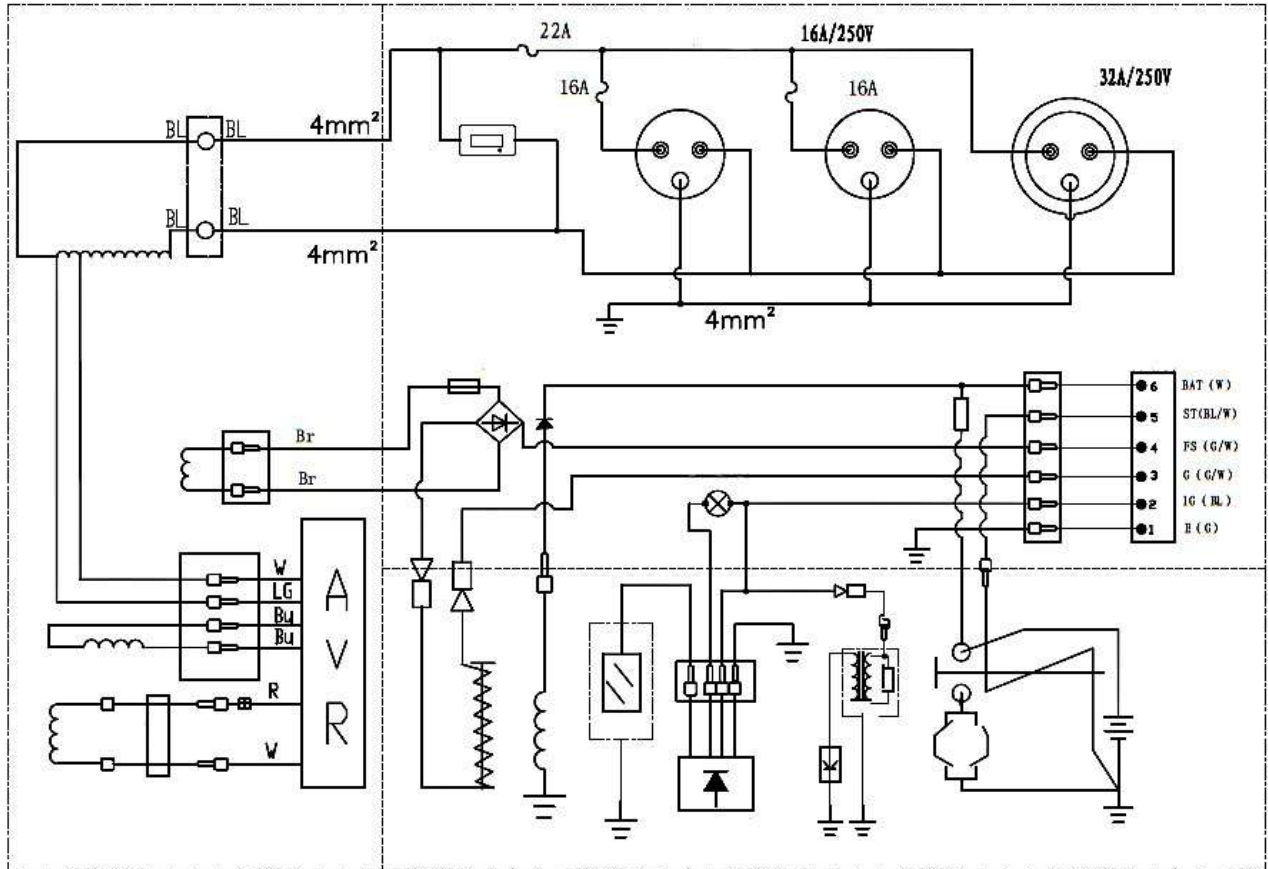 22A
16A/250V
16A
16A
32A/250V
BL
BL
4mm²
BL
BL
4mm²
4mm²
6 BAT (W)
5 ST(BL/W)
Br
4 FS (G/W)
3 G (G/W)
Br
2 IG (BL)
1 E (G)
W
LG
Bu
Bu
R
W
A
V
R